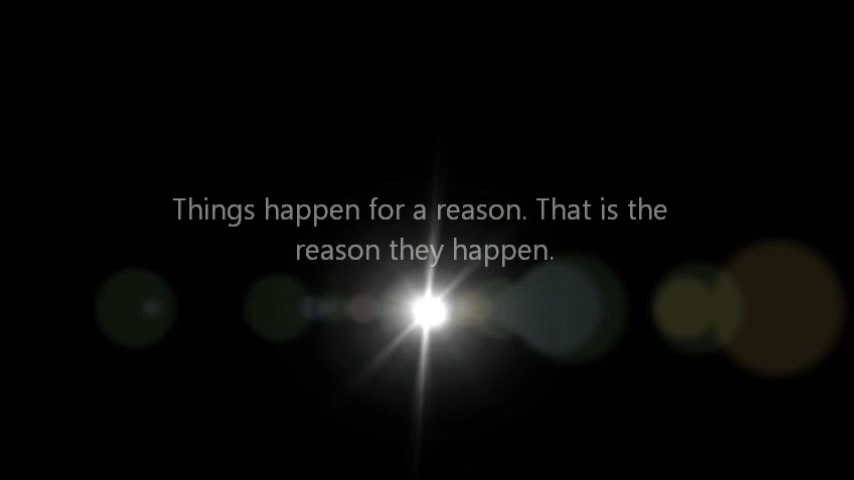 Things happen for a reason. That is the
reason they happen.